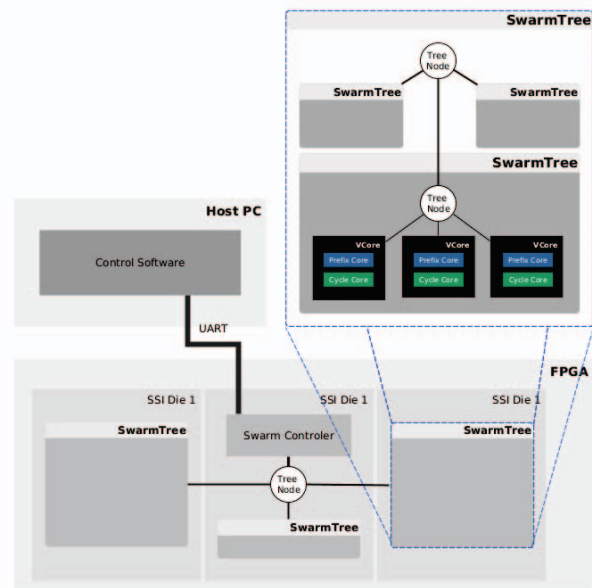 SwarmTree
Tree
Node
SwarmTree
SwarmTree
SwarmTree
Tree
Node
VCore
VCore
VCore
Prefix Core
Prefix Core
Prefix Core
Cycle Core
Cycle Core
Cycle Core
Host PC
Control Software
UART
FPGA
SSI Die 1
SSI Die 1
SSI Die 1
SwarmTree
Swarm Controler
SwarmTree
Tree
Node
SwarmTree